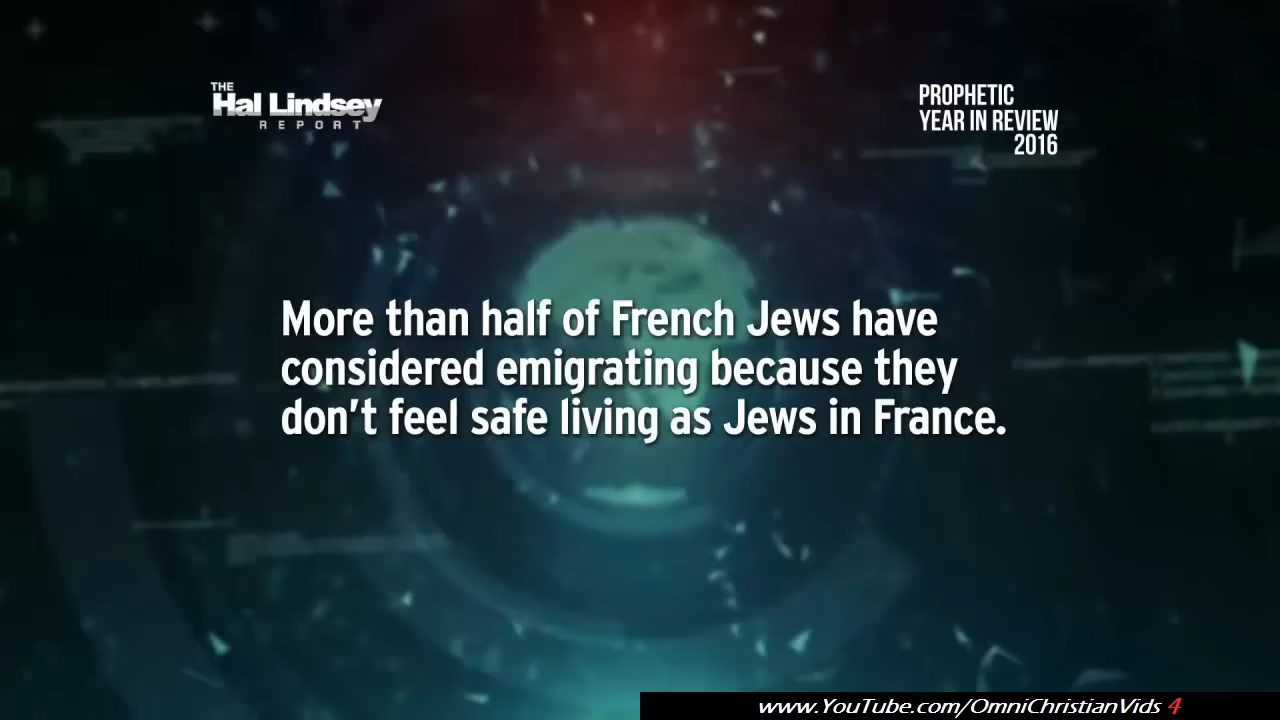 THE
Hal Lindsey
REPORT
PROPHETIC
YEAR IN REVIEW
2016
More than half of French Jews have
considered emigrating because they
don't feel safe living as Jews in France.
www.YouTube.com/OmniChristianVids 4